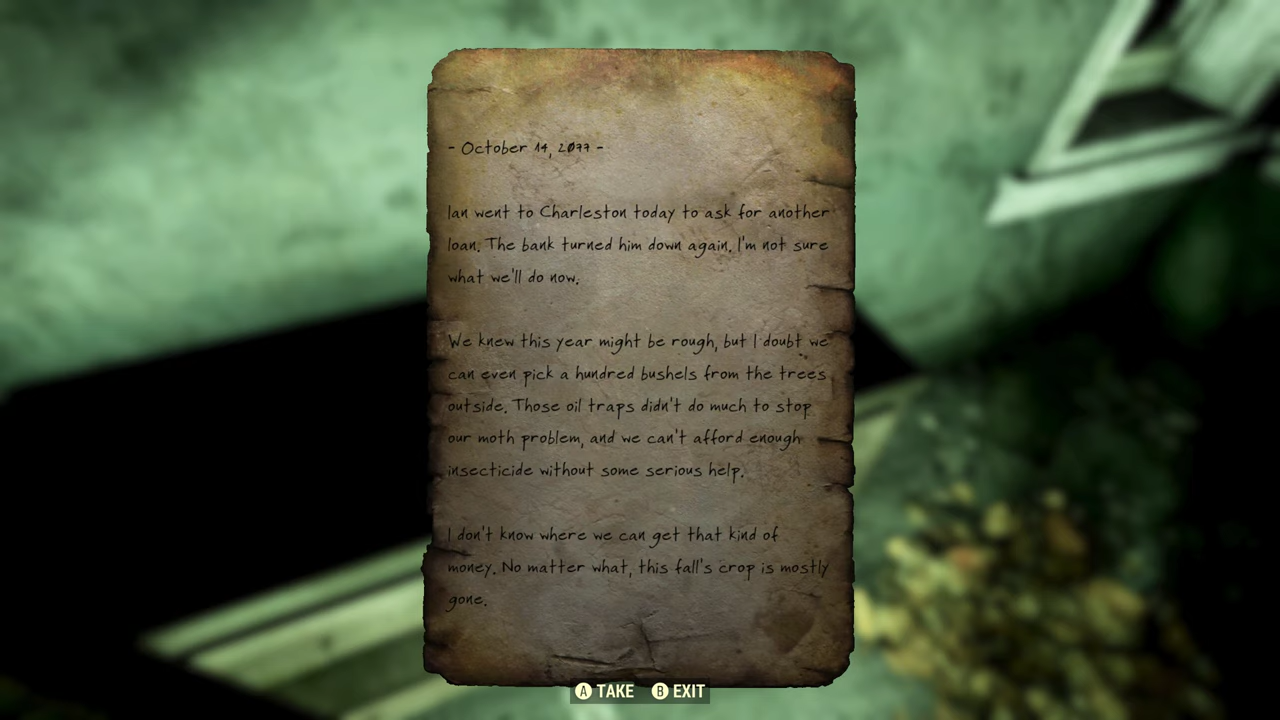 - October 14, 2077 -
Ian went to Charleston today to ask for another
loan. The bank turned him down again. I'm not sure
what we'll do now.
We knew this year might be rough, but I doubt we
can even pick a hundred bushels from the trees
outside. Those oil traps didn't do much to stop
our moth problem, and we can't afford enough
insecticide without some serious help.
I don't know where we can get that kind of
money. No matter what, this fall's crop is mostly
gone.
A TAKE B EXIT